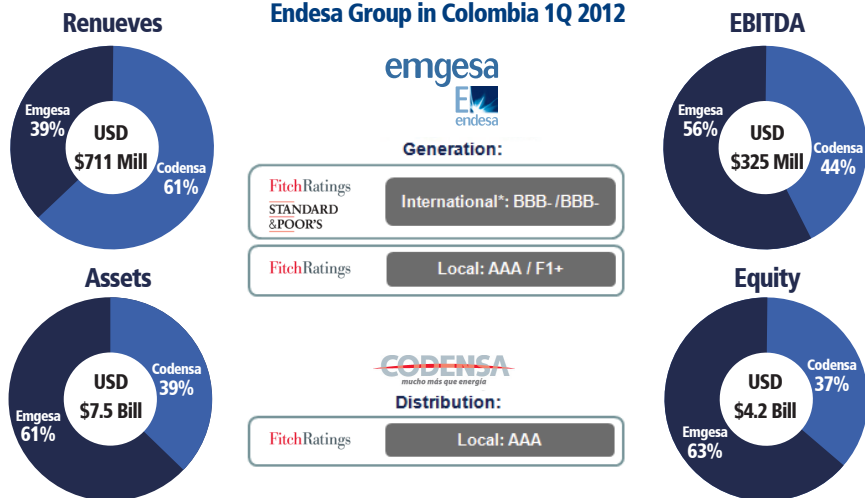 Endesa Group in Colombia 1Q 2012
Renueves
Emgesa
39%
USD
$711 Mill
Codensa
61%
emgesa
endesa
Generation:
FitchRatings
STANDARD
&POOR'S
International*: BBB- /BBB-
FitchRatings
Local: AAA / F1+
EBITDA
Emgesa
56%
USD
$325 Mill
Codensa
44%
Assets
Codensa
39%
USD
$7.5 Bill
Emgesa
61%
CODENSA
mucho más que energía
Distribution:
FitchRatings
Local: AAA
Equity
Codensa
37%
USD
$4.2 Bill
Emgesa
63%